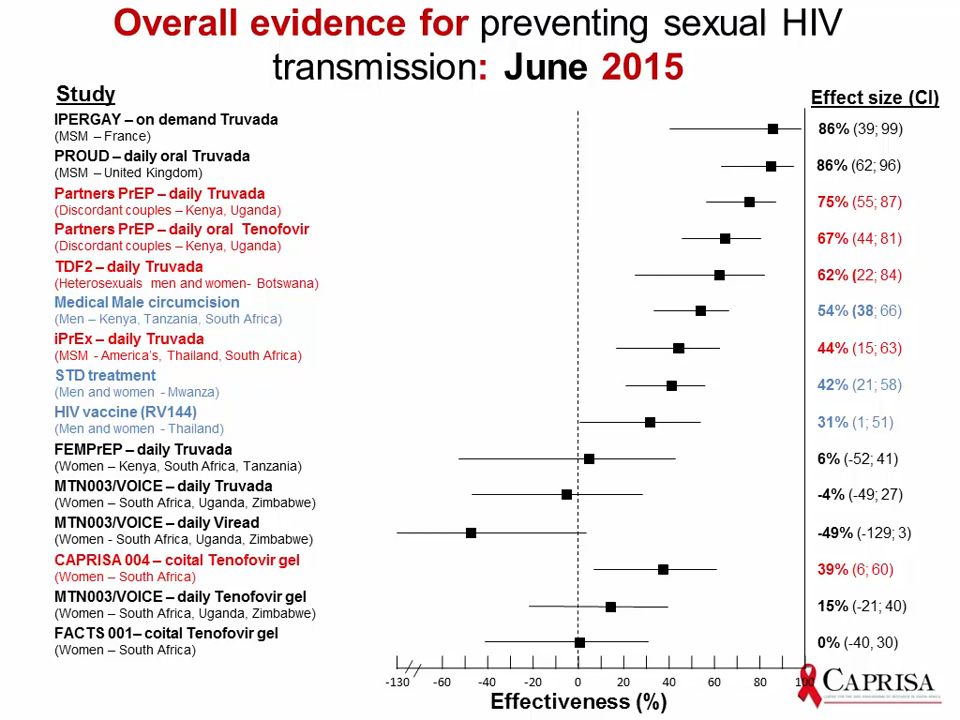 Overall evidence for preventing sexual HIV
transmission: June 2015
Study
Effect size (CI)
IPERGAY – on demand Truvada
(MSM – France)
86% (39; 99)
PROUD – daily oral Truvada
(MSM – United Kingdom)
86% (62; 96)
Partners PrEP – daily Truvada
(Discordant couples – Kenya, Uganda)
75% (55; 87)
Partners PrEP – daily oral Tenofovir
(Discordant couples – Kenya, Uganda)
67% (44; 81)
TDF2 – daily Truvada
(Heterosexuals men and women- Botswana)
62% (22; 84)
Medical Male circumcision
(Men – Kenya, Tanzania, South Africa)
54% (38; 66)
iPrEx – daily Truvada
(MSM - America's, Thailand, South Africa)
44% (15; 63)
STD treatment
(Men and women - Mwanza)
42% (21; 58)
HIV vaccine (RV144)
(Men and women - Thailand)
31% (1; 51)
FEMPrEP – daily Truvada
(Women – Kenya, South Africa, Tanzania)
6% (-52; 41)
MTN003/VOICE – daily Truvada
(Women – South Africa, Uganda, Zimbabwe)
-4% (-49; 27)
MTN003/VOICE – daily Viread
(Women - South Africa, Uganda, Zimbabwe)
-49% (-129; 3)
CAPRISA 004 – coital Tenofovir gel
(Women – South Africa)
39% (6; 60)
MTN003/VOICE – daily Tenofovir gel
(Women – South Africa, Uganda, Zimbabwe)
15% (-21; 40)
FACTS 001– coital Tenofovir gel
(Women – South Africa)
0% (-40, 30)
-130 -60 -40 -20 0 20 40 60 80 100
Effectiveness (%)
CAPRISA